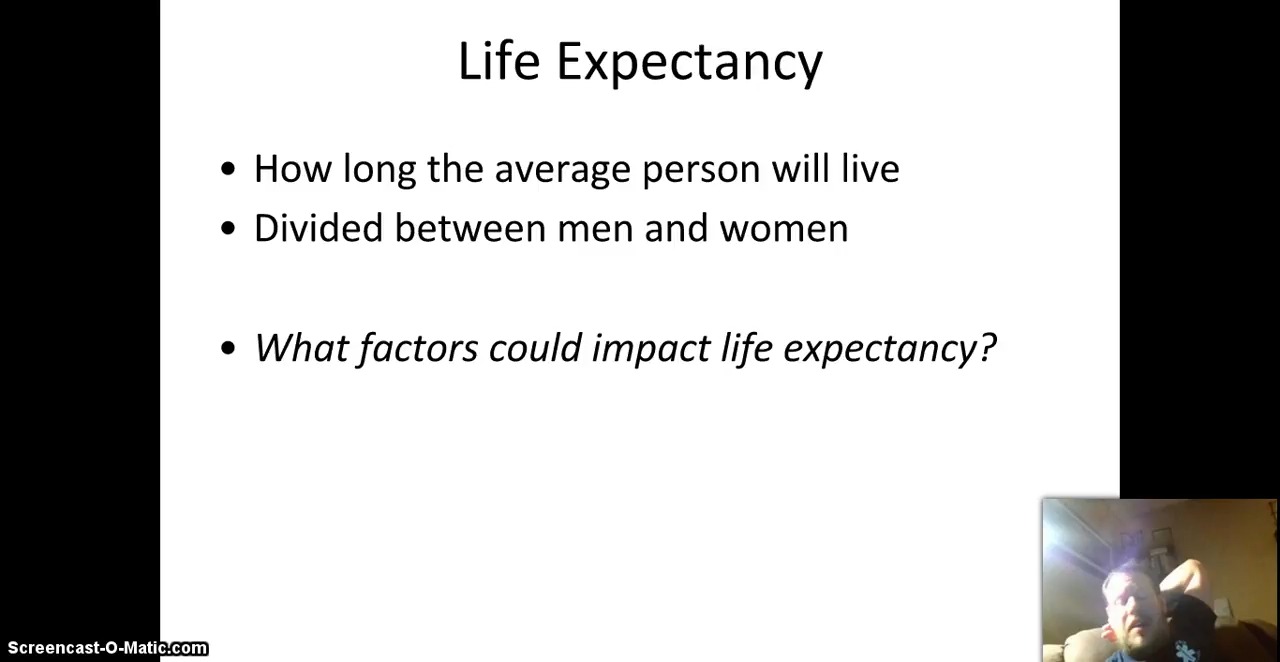 Life Expectancy
• How long the average person will live
• Divided between men and women
• What factors could impact life expectancy?
Screencast-O-Matic.com